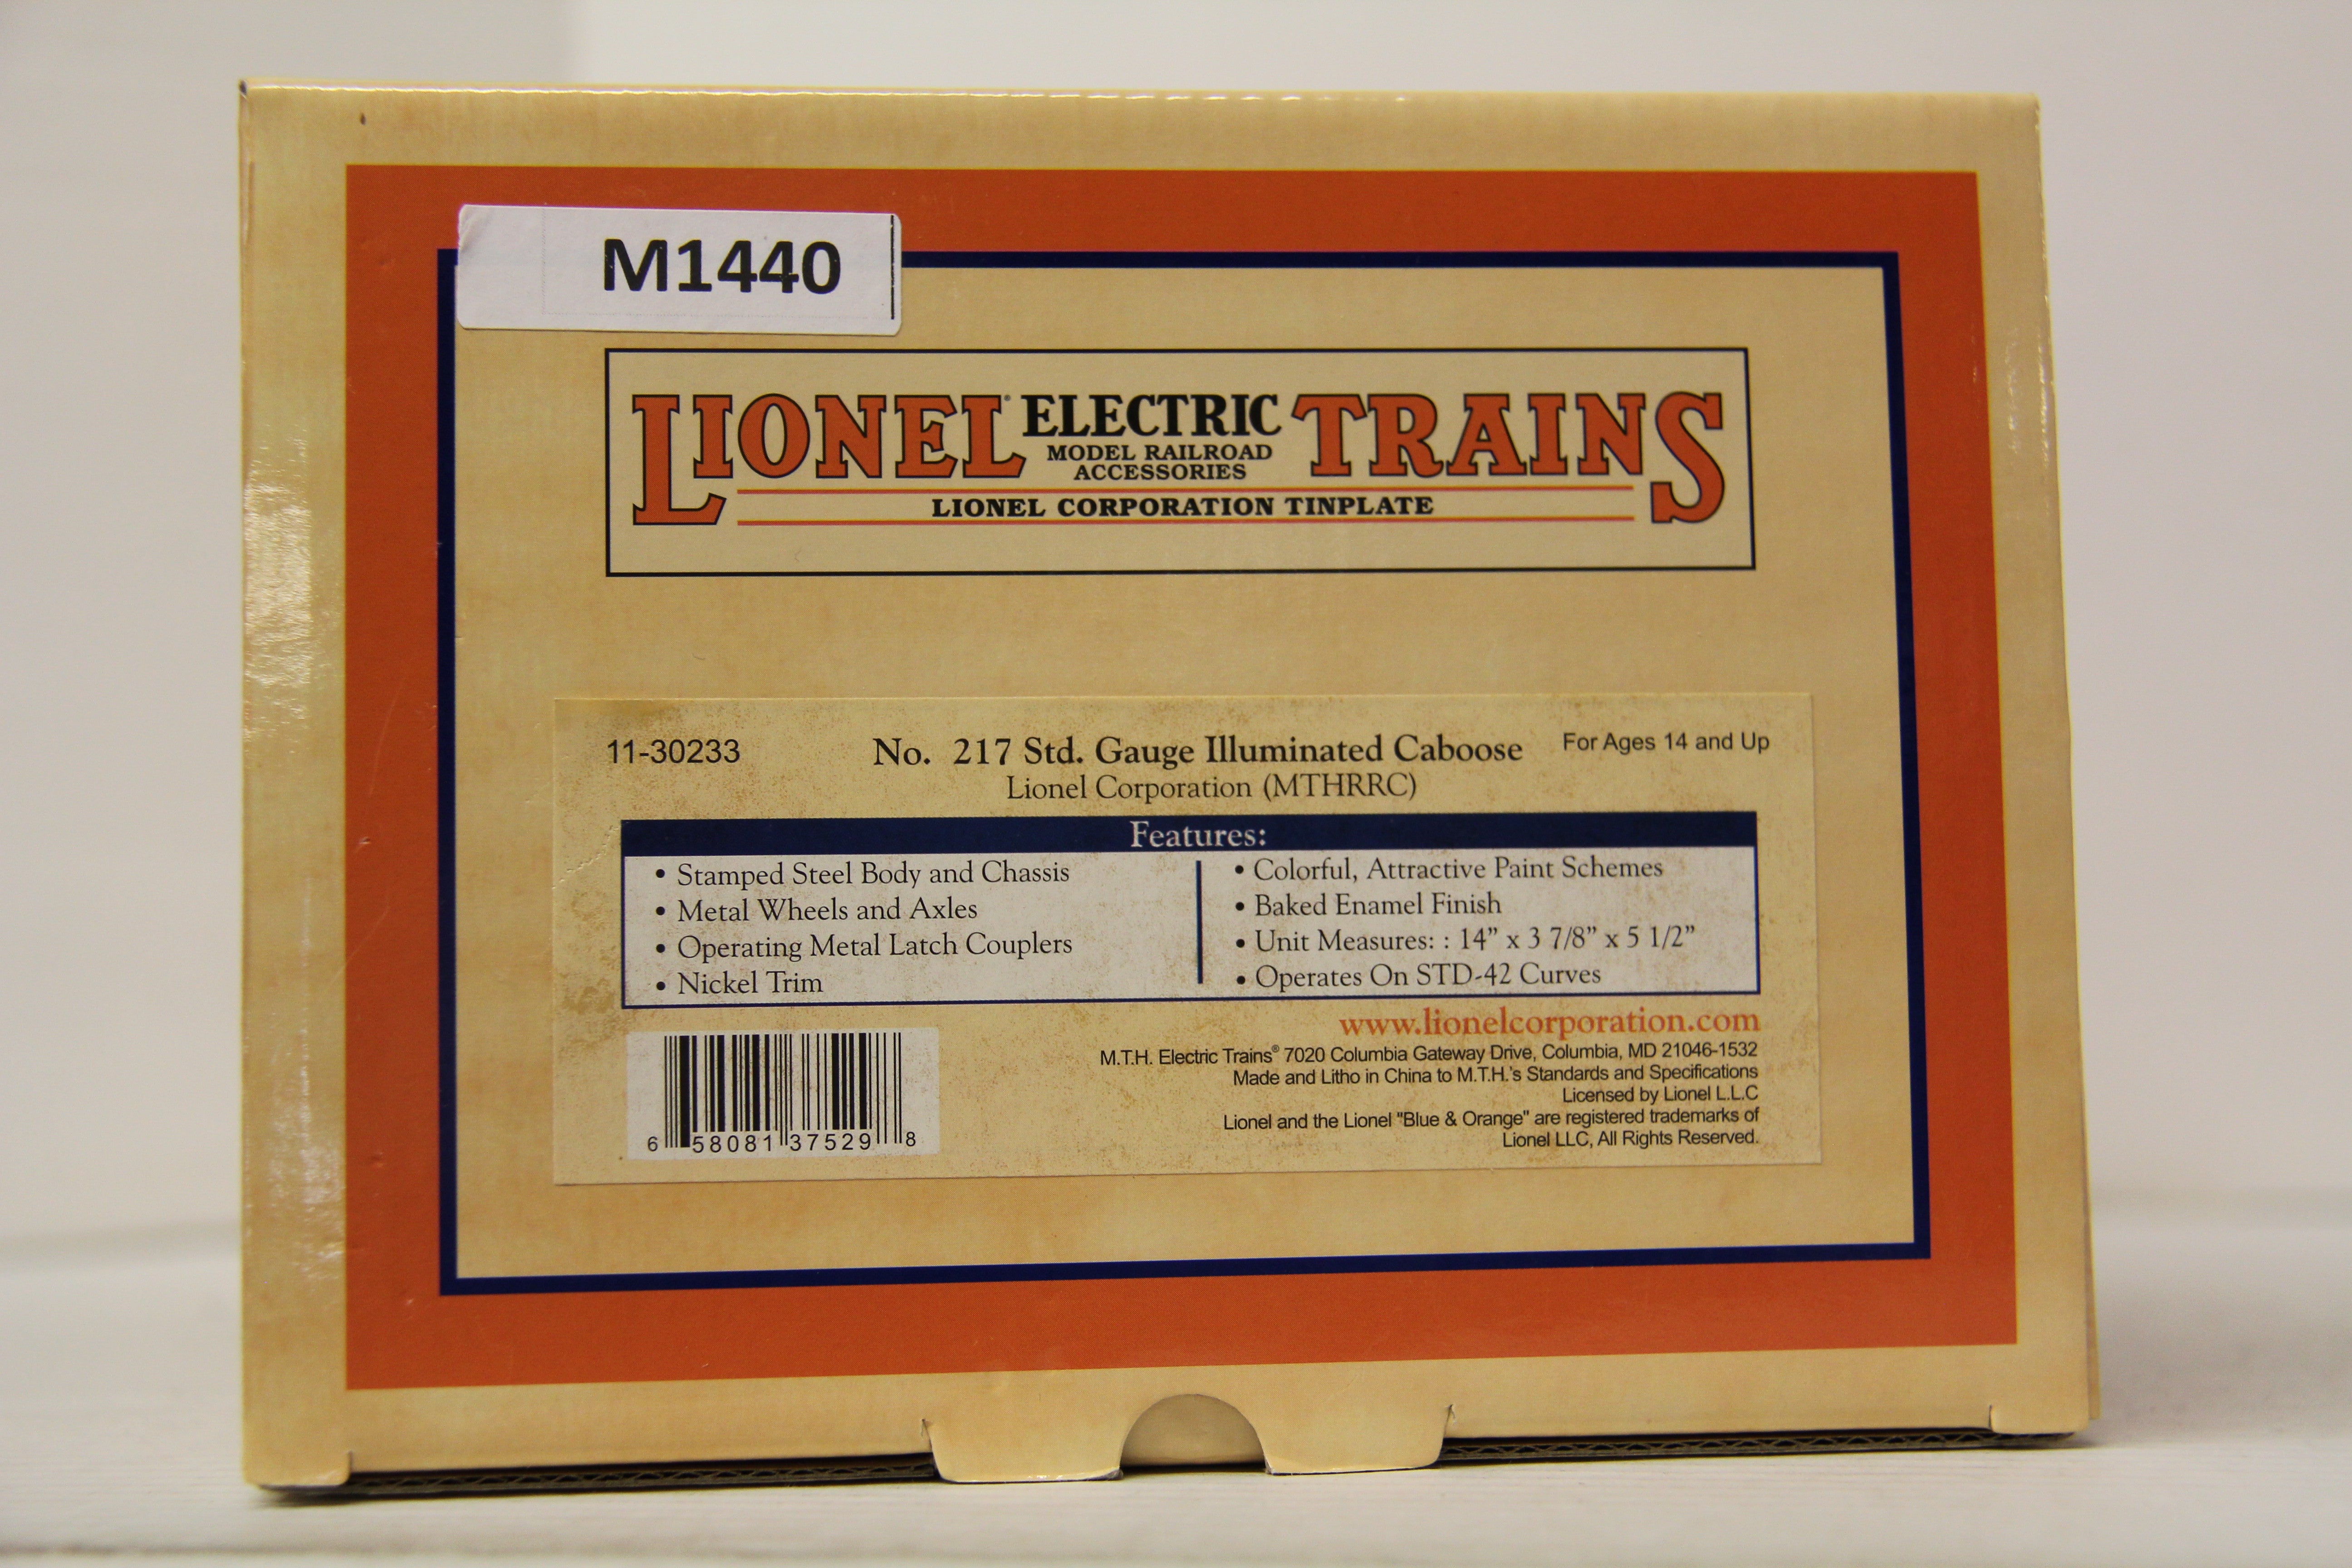 M1440
LIONEL® ELECTRIC TRAINS
MODEL RAILROAD
ACCESSORIES
LIONEL CORPORATION TINPLATE
11-30233 No. 217 Std. Gauge Illuminated Caboose For Ages 14 and Up
Lionel Corporation (MTHRRC)
Features:
• Stamped Steel Body and Chassis
• Metal Wheels and Axles
• Operating Metal Latch Couplers
• Nickel Trim
• Colorful, Attractive Paint Schemes
• Baked Enamel Finish
• Unit Measures: : 14” x 3 7/8” x 5 1/2”
• Operates On STD-42 Curves
www.lionelcorporation.com
M.T.H. Electric Trains® 7020 Columbia Gateway Drive, Columbia, MD 21046-1532
Made and Litho in China to M.T.H.'s Standards and Specifications
Licensed by Lionel L.L.C
Lionel and the Lionel "Blue & Orange" are registered trademarks of
Lionel LLC, All Rights Reserved.
6 58081 37529 8